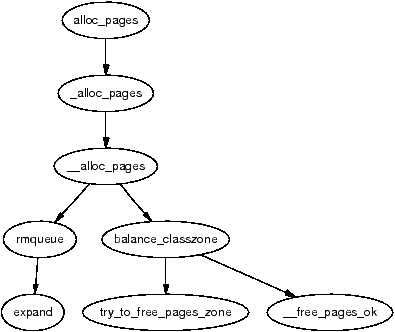 alloc_pages
_alloc_pages
__alloc_pages
rmqueue
balance_classzone
expand
try_to_free_pages_zone
__free_pages_ok